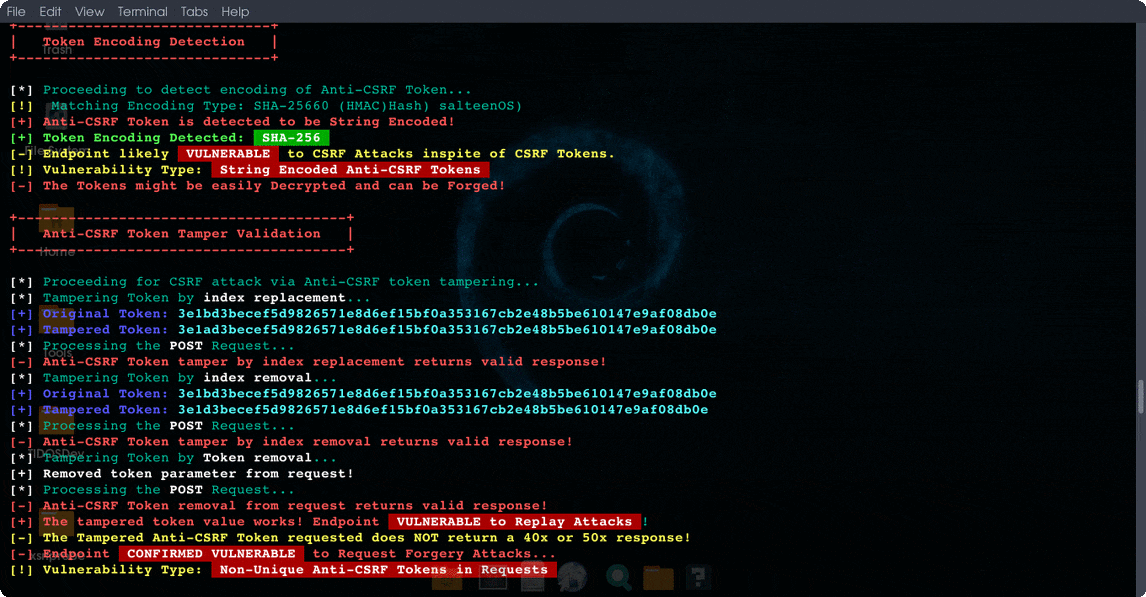 File Edit View Terminal Tabs Help
+------------------------------+
| Token Encoding Detection |
Trash
+------------------------------+
[*] Proceeding to detect encoding of Anti-CSRF Token...
[!] Matching Encoding Type: SHA-25660 (HMAC)Hash) salteenOS)
[+] Anti-CSRF Token is detected to be String Encoded!
[+] Token Encoding Detected: SHA-256
[-] Endpoint likely VULNERABLE to CSRF Attacks inspite of CSRF Tokens.
[!] Vulnerability Type: String Encoded Anti-CSRF Tokens
[-] The Tokens might be easily Decrypted and can be Forged!
+---------------------------------------+
| Anti-CSRF Token Tamper Validation |
Home
+---------------------------------------+
[*] Proceeding for CSRF attack via Anti-CSRF token tampering...
[*] Tampering Token by index replacement...
[+] Original Token: 3e1bd3becef5d9826571e8d6ef15bf0a353167cb2e48b5be610147e9af08db0e
[+] Tampered Token: 3e1ad3becef5d9826571e8d6ef15bf0a353167cb2e48b5be610147e9af08db0e
[*] Processing the POST Request...
Tools
[-] Anti-CSRF Token tamper by index replacement returns valid response!
[*] Tampering Token by index removal...
[+] Original Token: 3e1bd3becef5d9826571e8d6ef15bf0a353167cb2e48b5be610147e9af08db0e
[+] Tampered Token: 3e1d3becef5d9826571e8d6ef15bf0a353167cb2e48b5be610147e9af08db0e
[*] Processing the POST Request...
[-] Anti-CSRF Token tamper by index removal returns valid response!
TIDOSDev
[*] Tampering Token by Token removal...
[+] Removed token parameter from request!
[*] Processing the POST Request...
[-] Anti-CSRF Token removal from request returns valid response!
[+] The tampered token value works! Endpoint VULNERABLE to Replay Attacks !
[-] The Tampered Anti-CSRF Token requested does NOT return a 40x or 50x response!
[-] Endpoint CONFIRMED VULNERABLE to Request Forgery Attacks...
[!] Vulnerability Type: Non-Unique Anti-CSRF Tokens in Requests